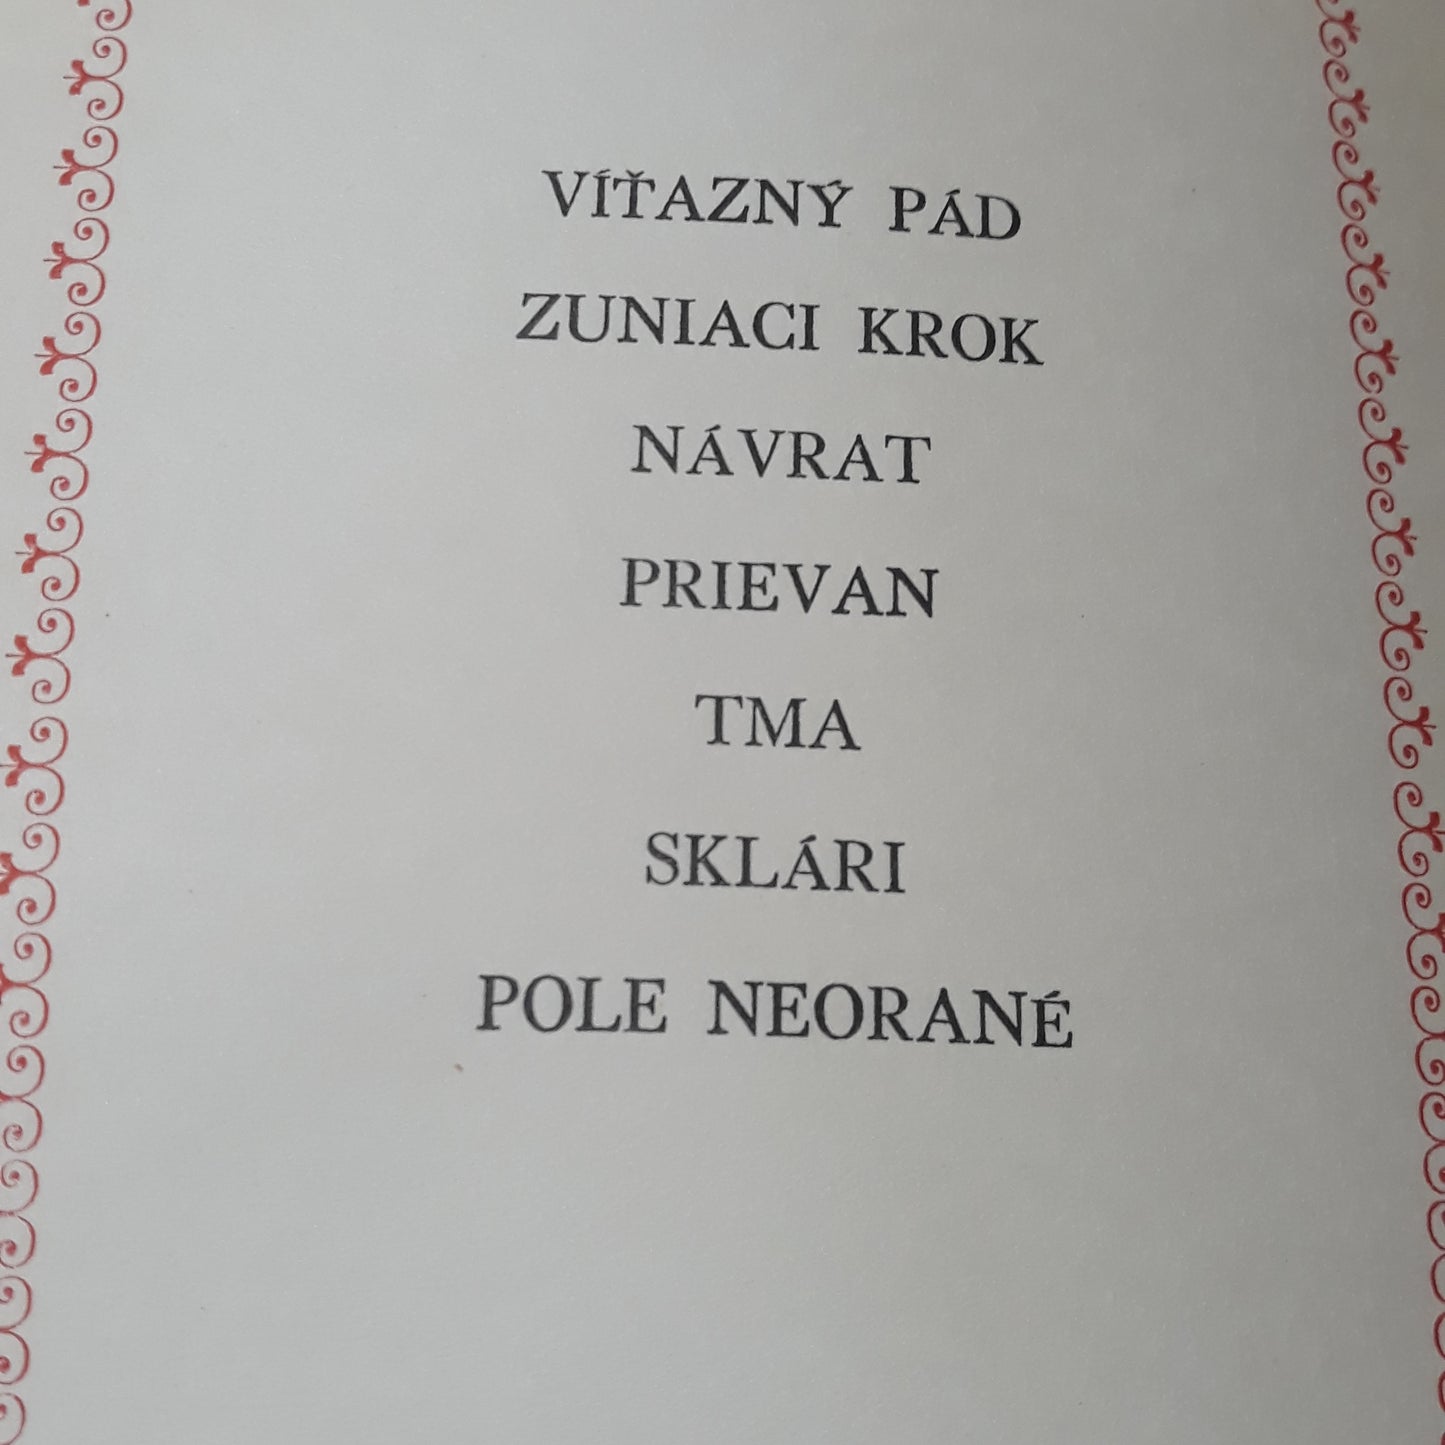 VÍŤAZNÝ PÁD
ZUNIACI KROK
NÁVRAT
PRIEVAN
TMA
SKLÁRI
POLE NEORANÉ